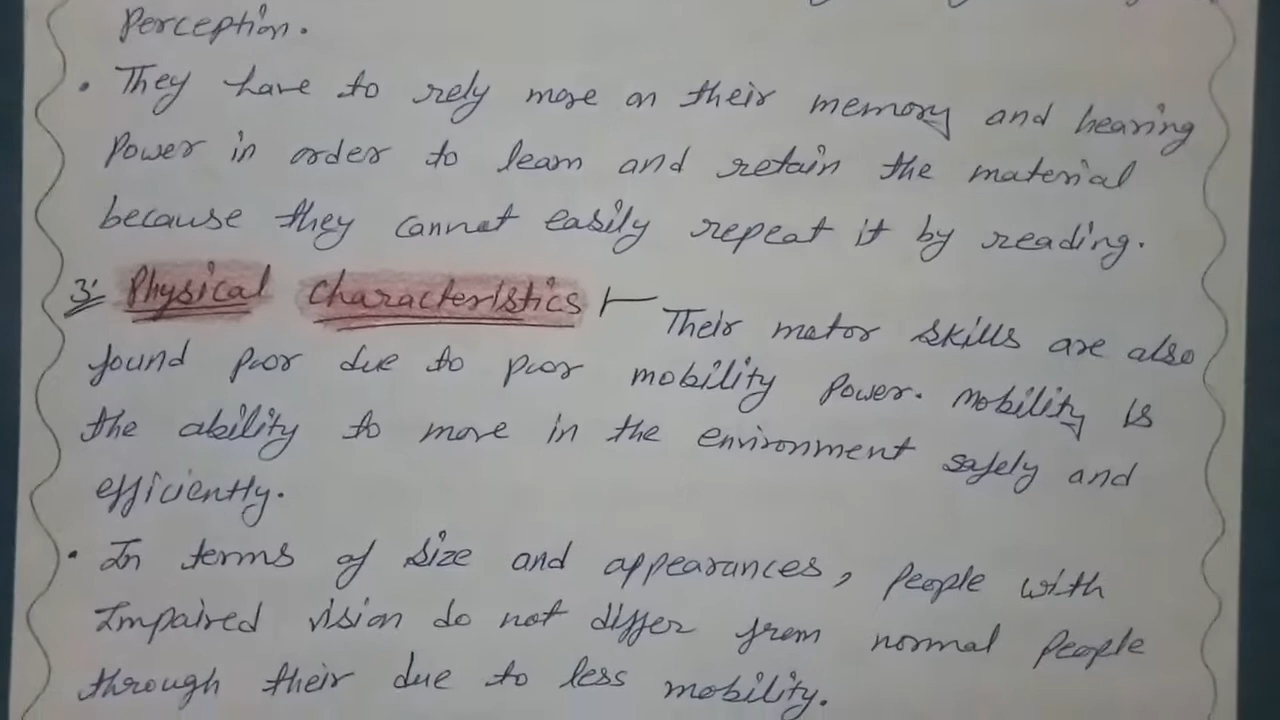 Perception.
• They have to rely more on their memory and hearing
Power in order to learn and retain the material
because they cannot easily repeat it by reading.
3. Physical Characteristics :- Their motor skills are also
found poor due to poor mobility Power. Mobility is
the ability to move in the environment safely and
efficiently.
• In terms of size and appearances, People with
Impaired vision do not differ from normal People
through their due to less mobility.